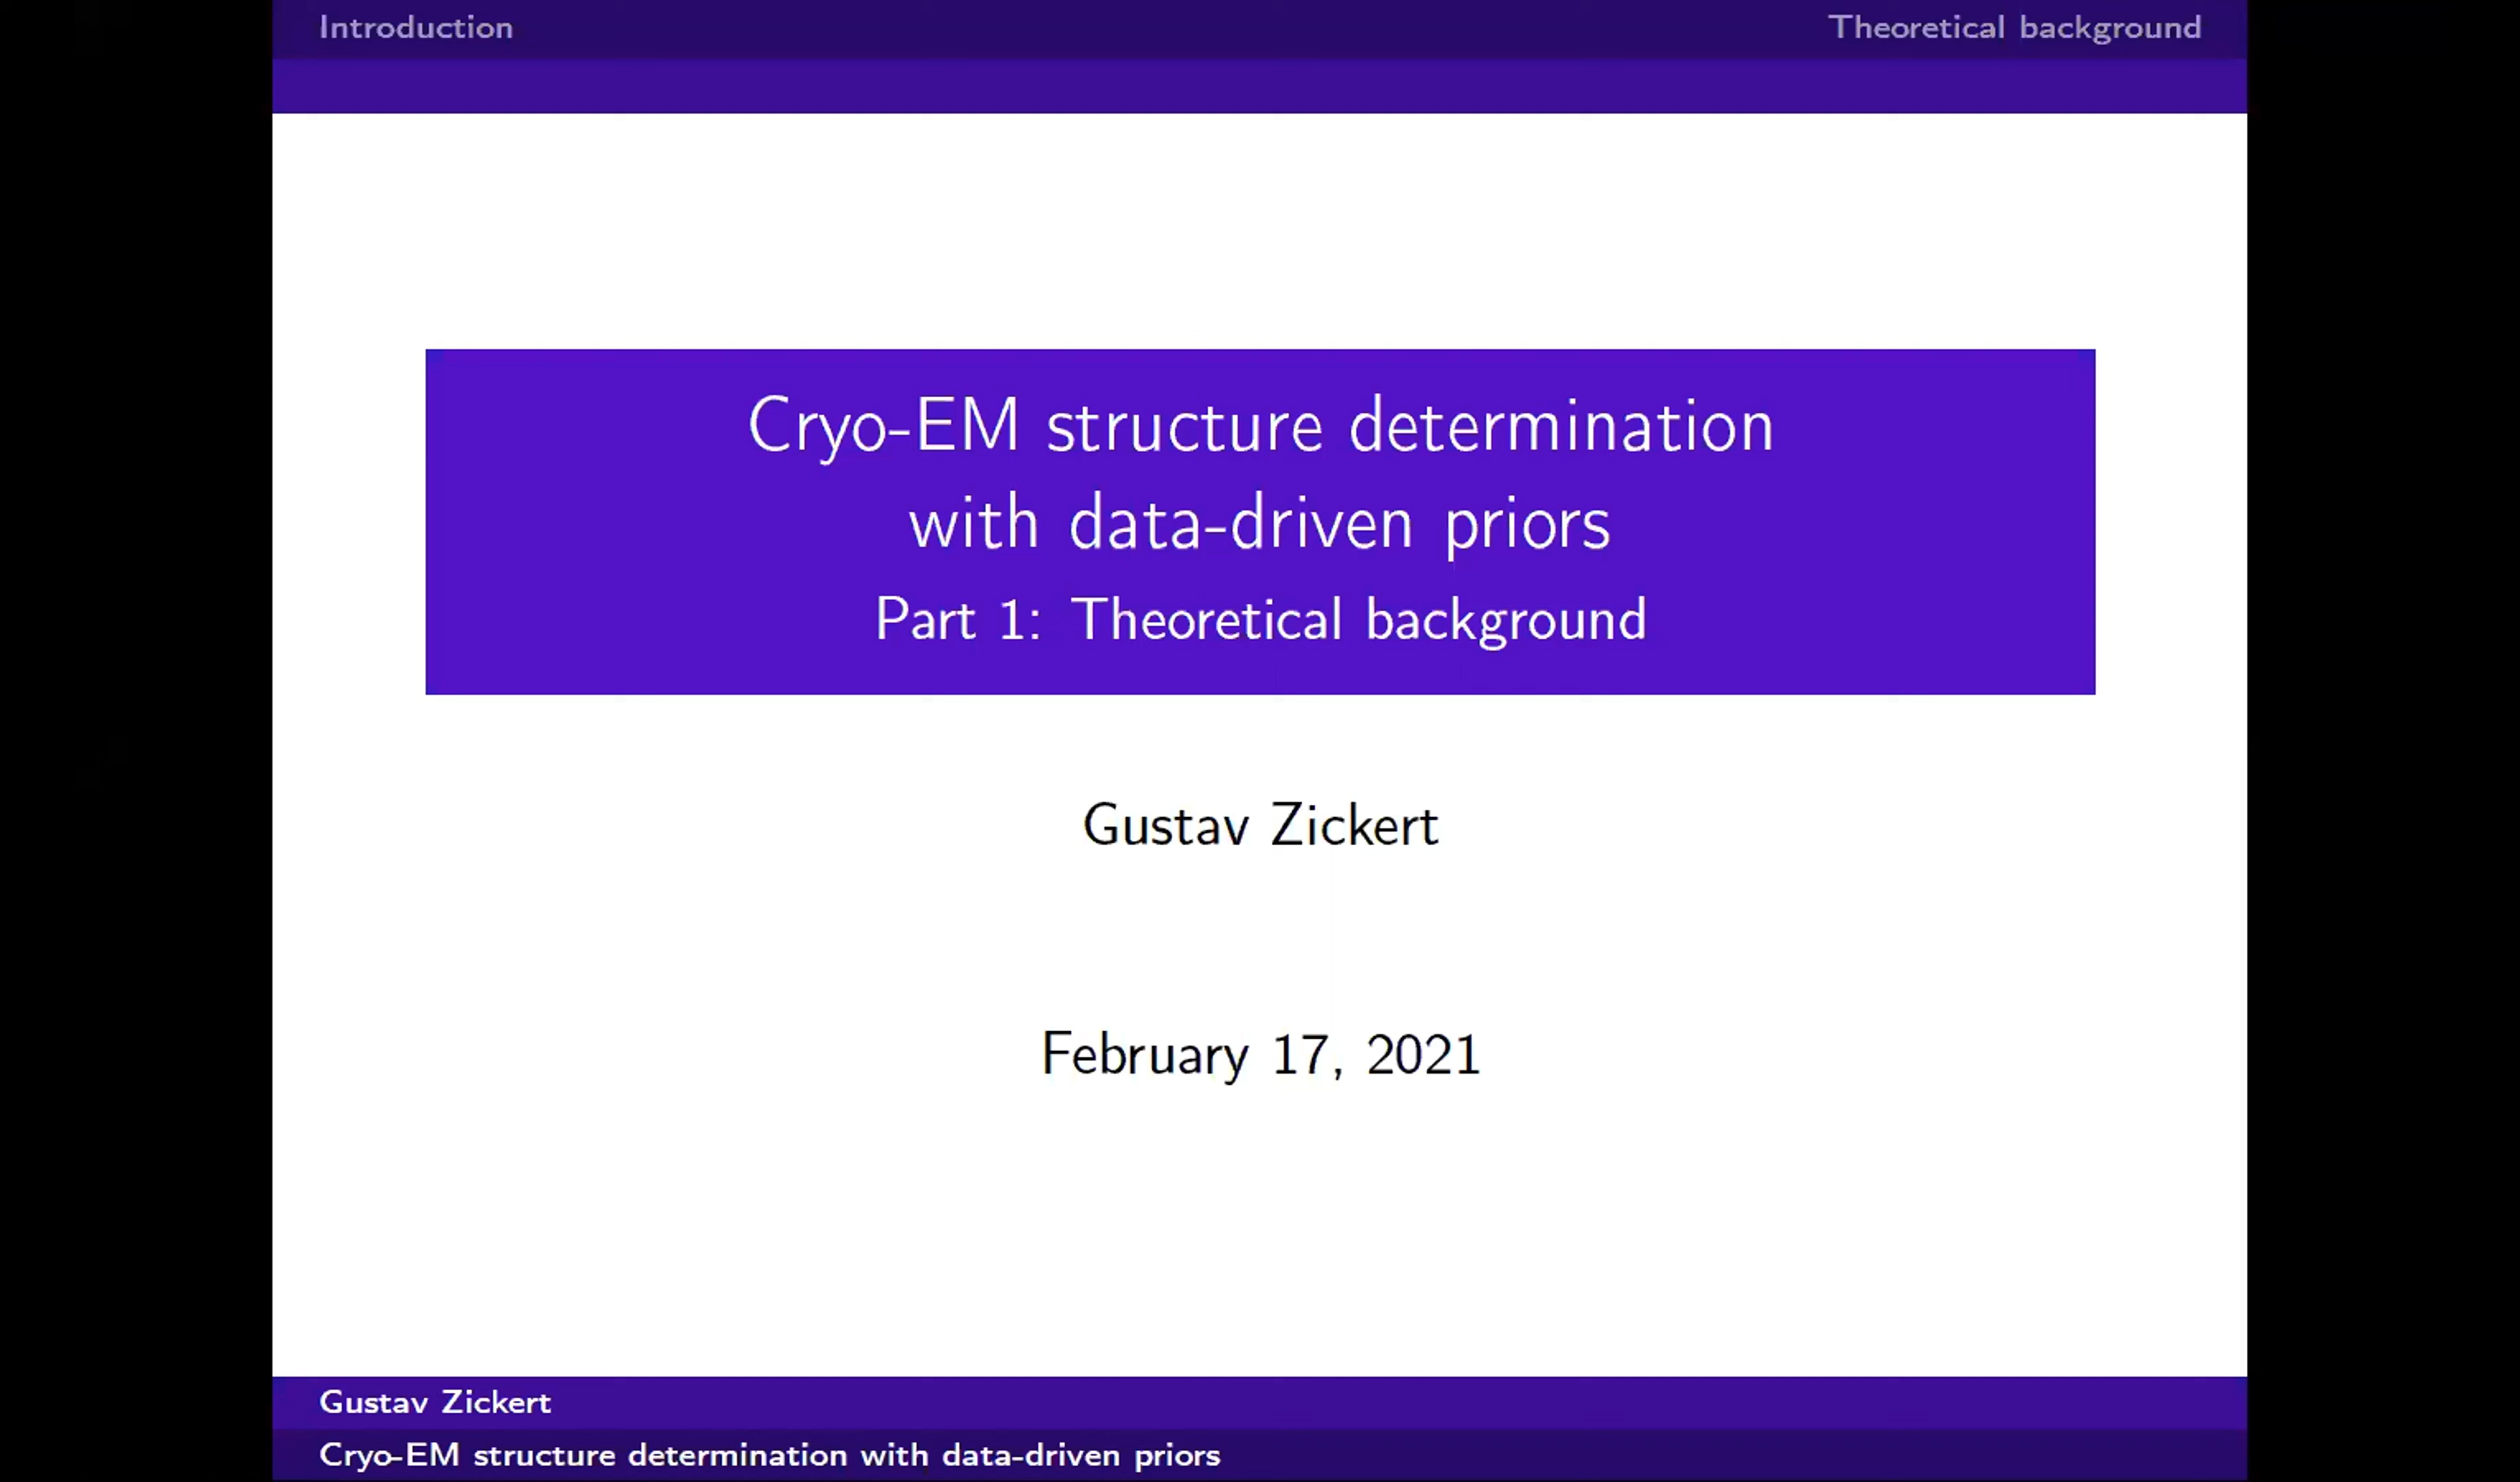 Introduction
Theoretical background
Cryo-EM structure determination
with data-driven priors
Part 1: Theoretical background
Gustav Zickert
February 17, 2021
Gustav Zickert
Cryo-EM structure determination with data-driven priors